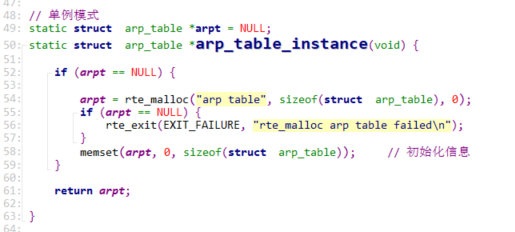 47:
48: // 单例模式
49: static struct  arp_table *arpt = NULL;
50: static struct  arp_table *arp_table_instance(void) {
51:
52:     if (arpt == NULL) {
53:
54:         arpt = rte_malloc("arp table", sizeof(struct  arp_table), 0);
55:         if (arpt == NULL) {
56:             rte_exit(EXIT_FAILURE, "rte_malloc arp table failed\n");
57:         }
58:         memset(arpt, 0, sizeof(struct  arp_table));     // 初始化信息
59:     }
60:
61:     return arpt;
62:
63: }
64: